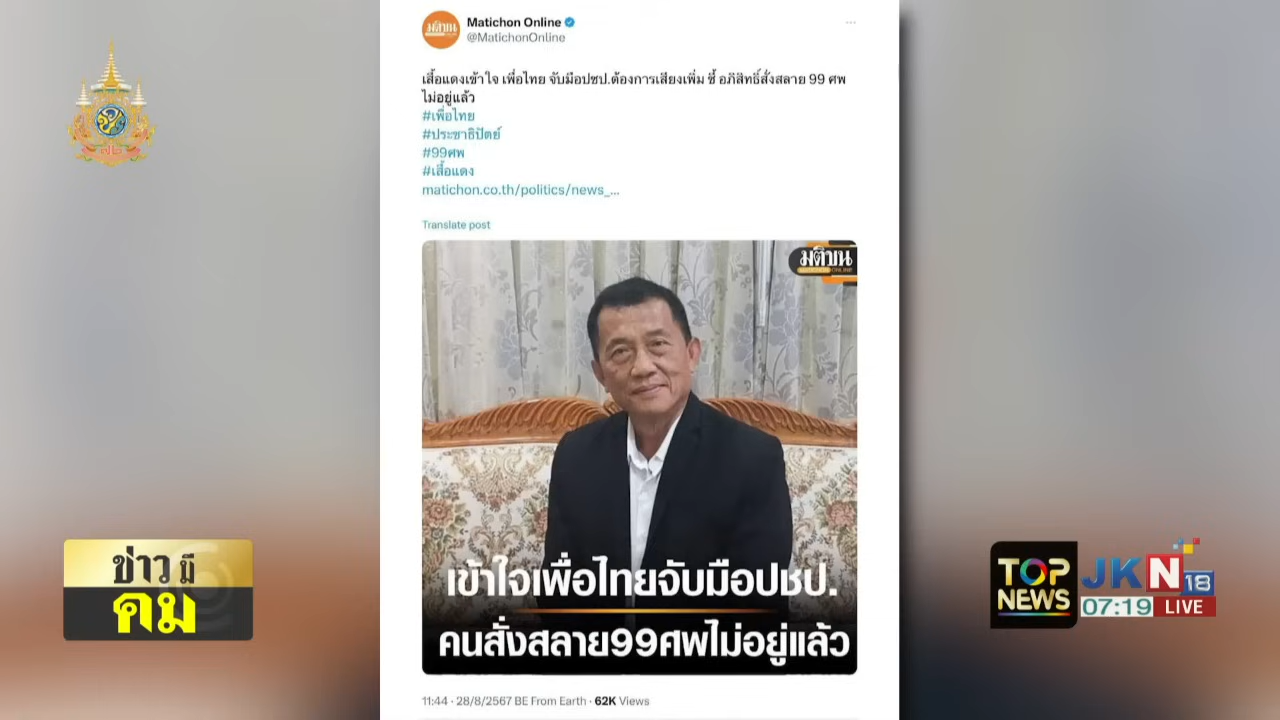 มติชน
Matichon Online
@MatichonOnline
เสื้อแดงเข้าใจ เพื่อไทย จับมือปชป.ต้องการเสียงเพิ่ม ชี้ อภิสิทธิ์สั่งสลาย 99 ศพ
ไม่อยู่แล้ว
#เพื่อไทย
#ประชาธิปัตย์
#99ศพ
#เสื้อแดง
matichon.co.th/politics/news_...
Translate post
มติชน
เข้าใจเพื่อไทยจับมือปชป.
คนสั่งสลาย99ศพไม่อยู่แล้ว
11:44 · 28/8/2567 BE From Earth · 62K Views
ข่าวมี
คม
TOP
NEWS
JKN18
07:19 LIVE